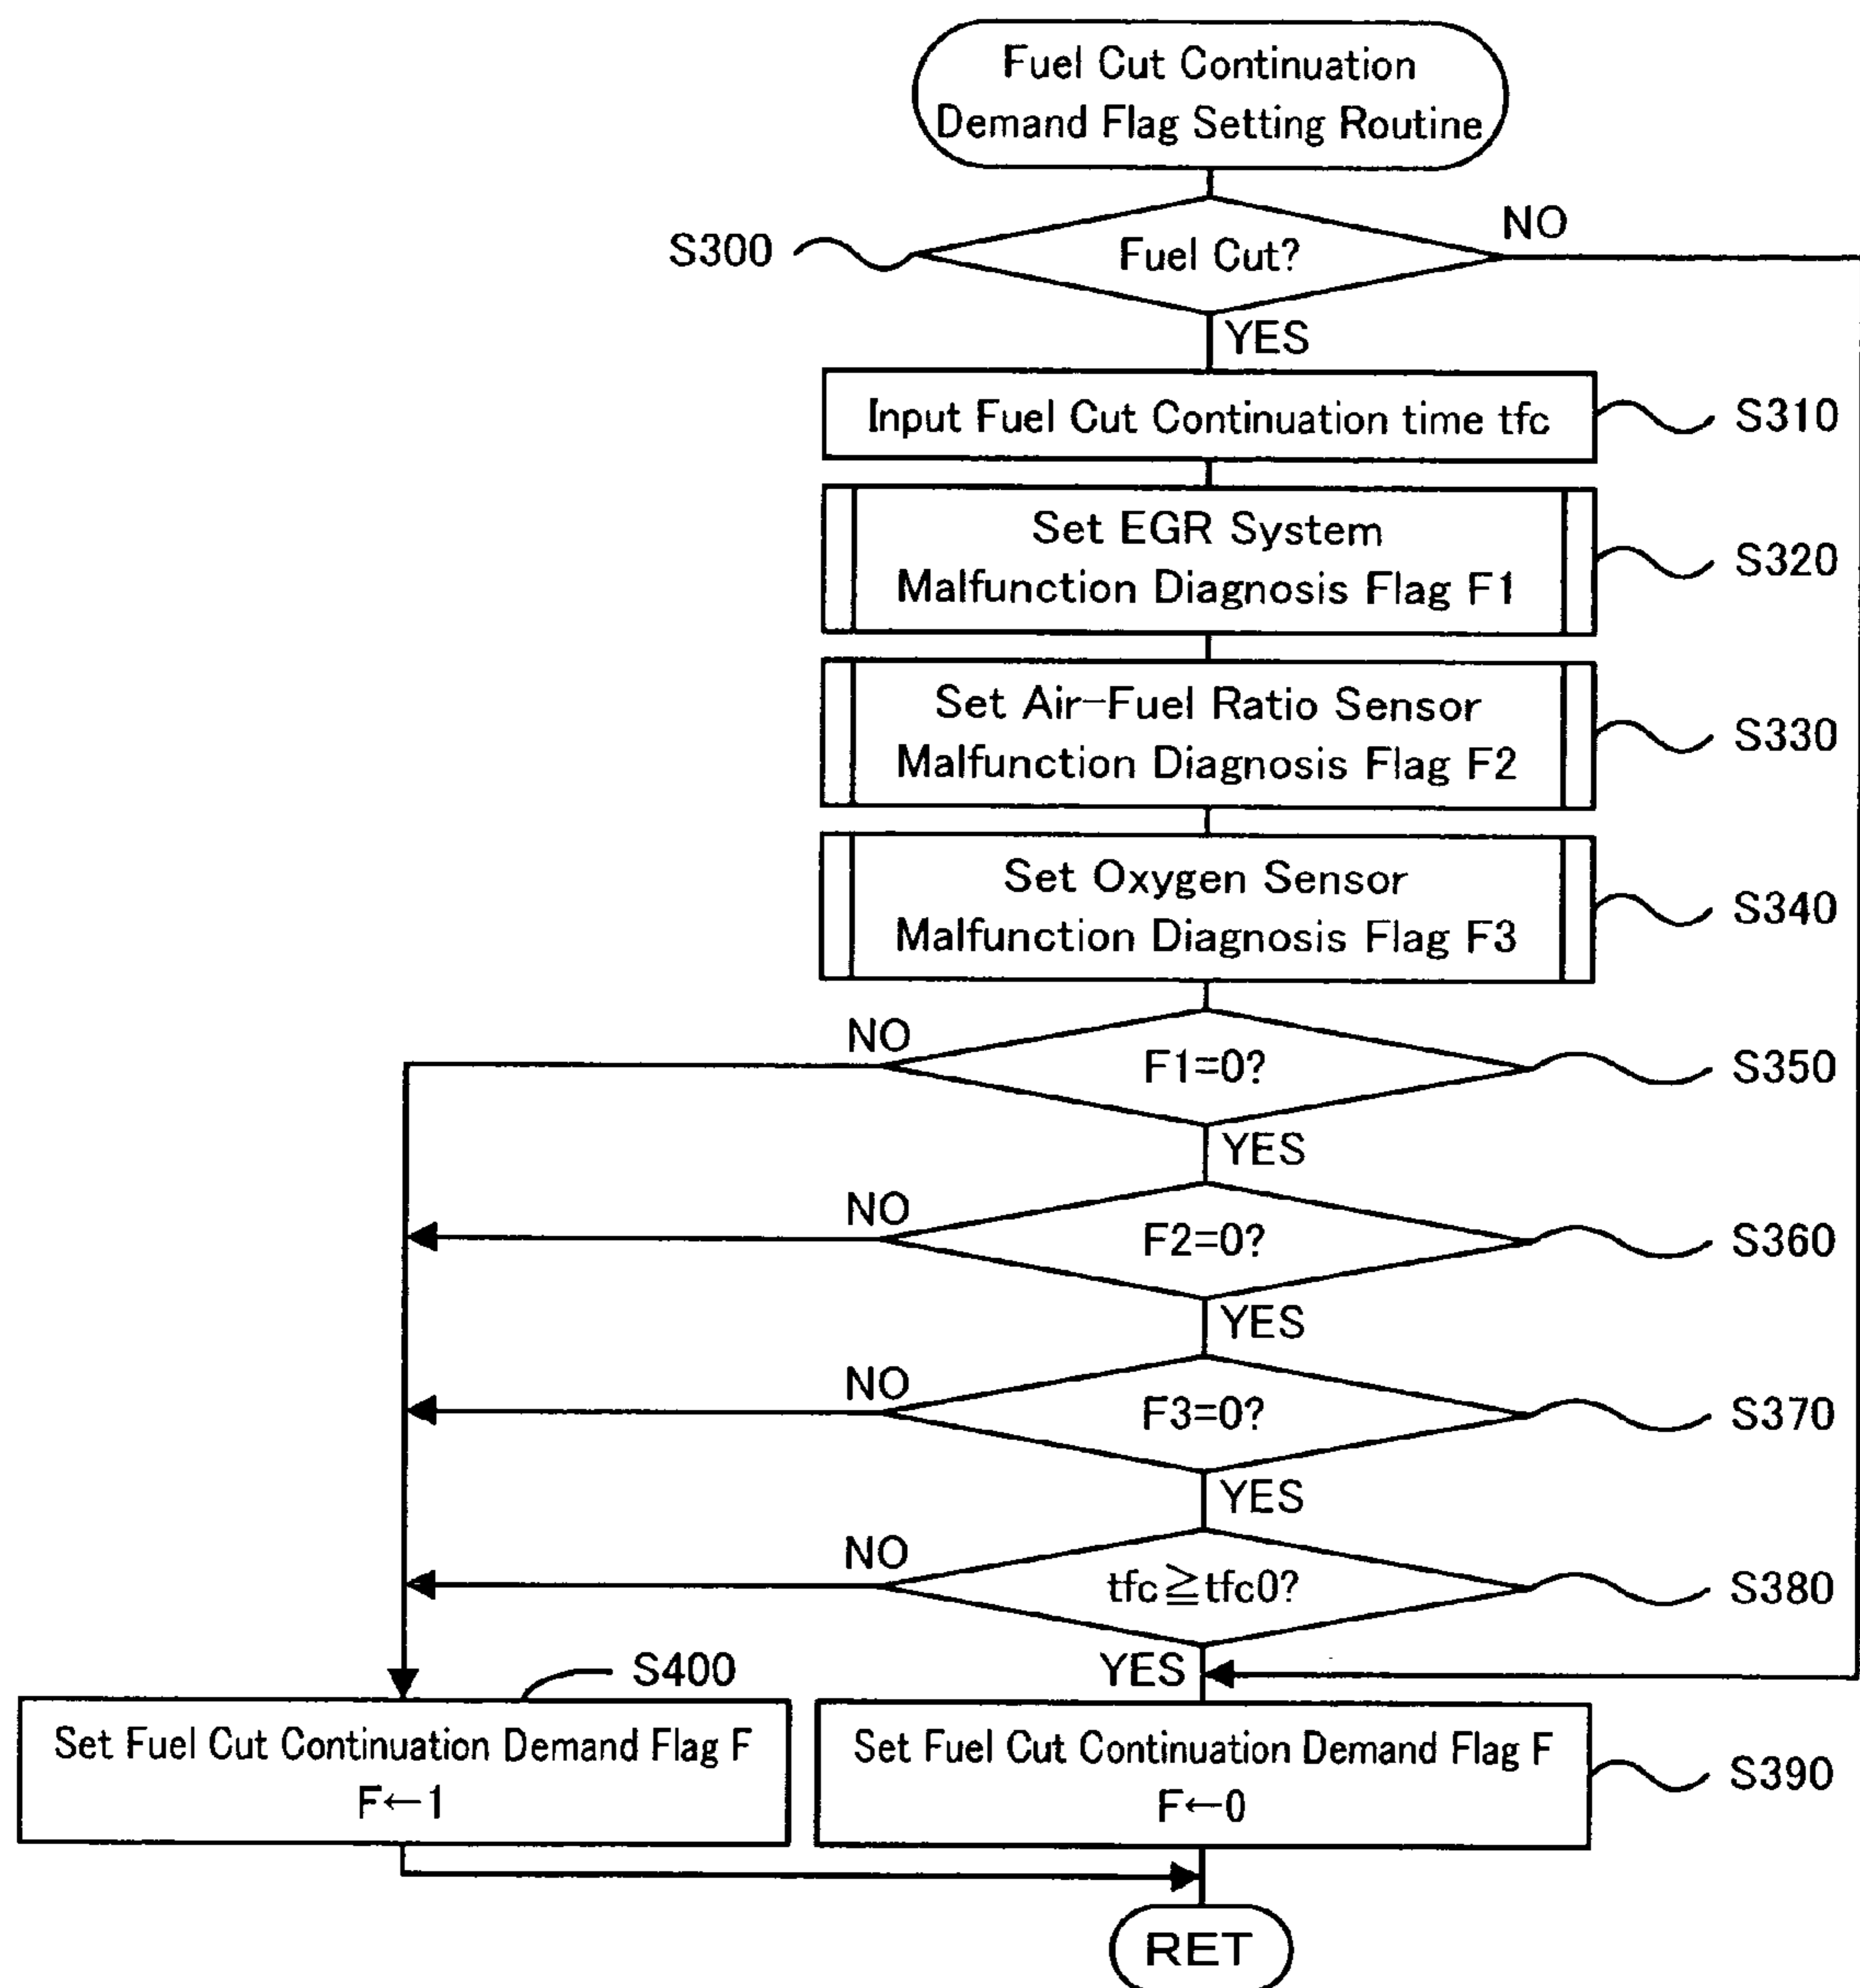 Fuel Cut Continuation
Demand Flag Setting Routine
S300
Fuel Cut?
NO
YES
Input Fuel Cut Continuation time tfc
S310
Set EGR System
Malfunction Diagnosis Flag F1
S320
Set Air-Fuel Ratio Sensor
Malfunction Diagnosis Flag F2
S330
Set Oxygen Sensor
Malfunction Diagnosis Flag F3
S340
NO
F1=0?
S350
YES
NO
F2=0?
S360
YES
NO
F3=0?
S370
YES
NO
tfc≧tfc0?
S380
YES
S400
Set Fuel Cut Continuation Demand Flag F
F←1
Set Fuel Cut Continuation Demand Flag F
F←0
S390
RET